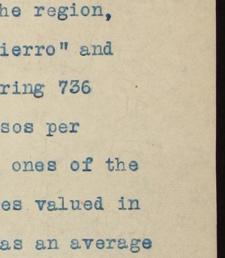 he region,
ierro" and
ring 736
sos per
ones of the
es valued in
as an average